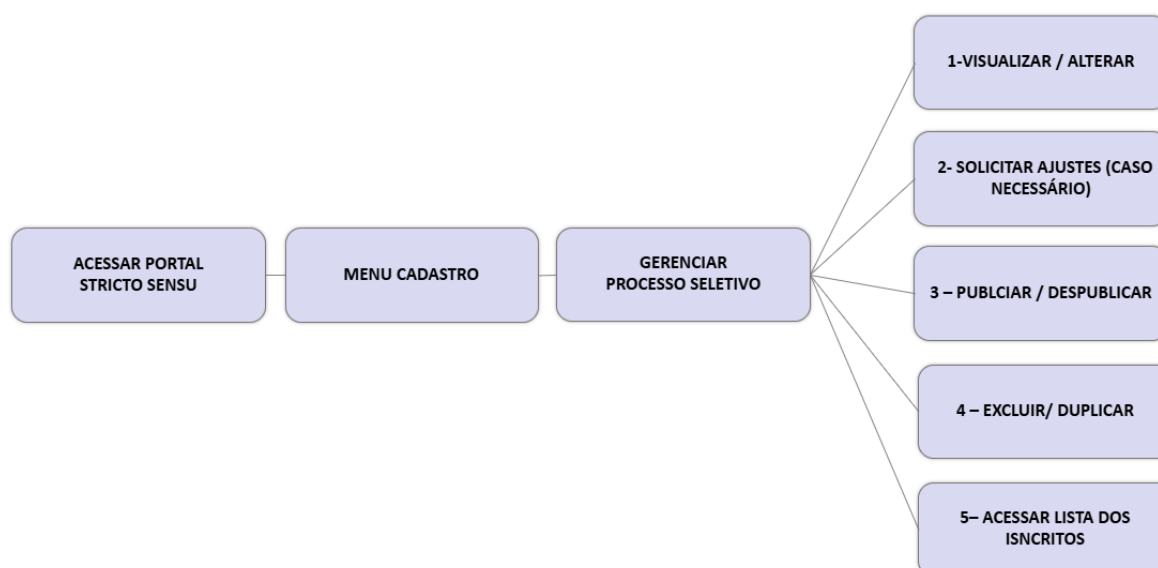 ACESSAR PORTAL
STRICTO SENSU
MENU CADASTRO
GERENCIAR
PROCESSO SELETIVO
1-VISUALIZAR / ALTERAR
2- SOLICITAR AJUSTES (CASO
NECESSÁRIO)
3 – PUBLCIAR / DESPUBLICAR
4 – EXCLUIR/ DUPLICAR
5– ACESSAR LISTA DOS
ISNCRITOS